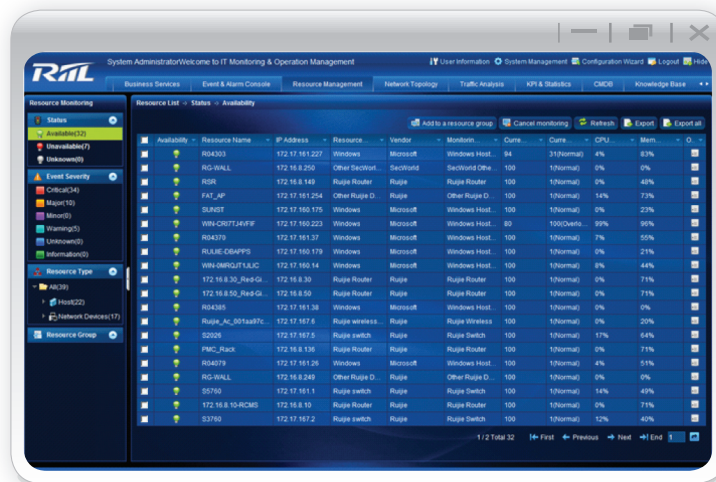 RIIL
System AdministratorWelcome to IT Monitoring & Operation Management
User Information System Management Configuration Wizard Logout Hide
Business Services Event & Alarm Console Resource Management Network Topology Traffic Analysis KPI & Statistics CMDB Knowledge Base
Resource Monitoring
Status
Available(32)
Unavailable(7)
Unknown(0)
Event Severity
Critical(34)
Major(10)
Minor(0)
Warning(5)
Unknown(0)
Information(0)
Resource Type
All(39)
Host(22)
Network Devices(17)
Resource Group
Resource List → Status → Availability
Add to a resource group Cancel monitoring Refresh Export Export all
Availability Resource Name IP Address Resource... Vendor Monitorin... Curre... Curre... CPU... Mem... O..
R04303 172.17.161.227 Windows Microsoft Windows Host... 94 31(Normal) 4% 83%
RG-WALL 172.16.8.250 Other SecWorl... SecWorld SecWorld Othe... 100 1(Normal) 0% 0%
RSR 172.16.8.149 Ruijie Router Ruijie Ruijie Router 100 1(Normal) 0% 48%
FAT_AP 172.17.161.254 Other Ruijie D... Ruijie Other Ruijie D... 100 1(Normal) 14% 73%
SUNST 172.17.160.175 Windows Microsoft Windows Host... 100 1(Normal) 0% 23%
WIN-CRI7TJ4VFIF 172.17.160.223 Windows Microsoft Windows Host... 80 100(Overlo... 99% 96%
R04370 172.17.161.37 Windows Microsoft Windows Host... 100 1(Normal) 7% 55%
RUIJIE-DBAPPS 172.17.160.179 Windows Microsoft Windows Host... 100 1(Normal) 0% 21%
WIN-0MRQJT1JLIC 172.17.160.14 Windows Microsoft Windows Host... 100 1(Normal) 8% 44%
172.16.8.30_Red-Gi... 172.16.8.30 Ruijie Router Ruijie Ruijie Router 100 1(Normal) 0% 71%
172.16.8.50_Red-Gi... 172.16.8.50 Ruijie Router Ruijie Ruijie Router 100 1(Normal) 0% 71%
R04385 172.17.161.38 Windows Microsoft Windows Host... 100 1(Normal) 0% 0%
Ruijie_Ac_001aa97c... 172.17.167.6 Ruijie wireless... Ruijie Ruijie Wireless 100 1(Normal) 0% 20%
S2026 172.17.167.5 Ruijie switch Ruijie Ruijie Switch 100 1(Normal) 17% 64%
PMC_Rack 172.16.8.136 Ruijie Router Ruijie Ruijie Router 100 1(Normal) 0% 71%
R04079 172.17.161.26 Windows Microsoft Windows Host... 100 1(Normal) 4% 51%
RG-WALL 172.16.8.249 Other Ruijie D... Ruijie Other Ruijie D... 100 1(Normal) 0% 0%
S5760 172.17.161.1 Ruijie switch Ruijie Ruijie Switch 100 1(Normal) 14% 49%
172.16.8.10-RCMS 172.16.8.10 Ruijie Router Ruijie Ruijie Router 100 1(Normal) 0% 71%
S3760 172.17.167.2 Ruijie switch Ruijie Ruijie Switch 100 1(Normal) 12% 40%
1 / 2 Total 32 First Previous Next End 1